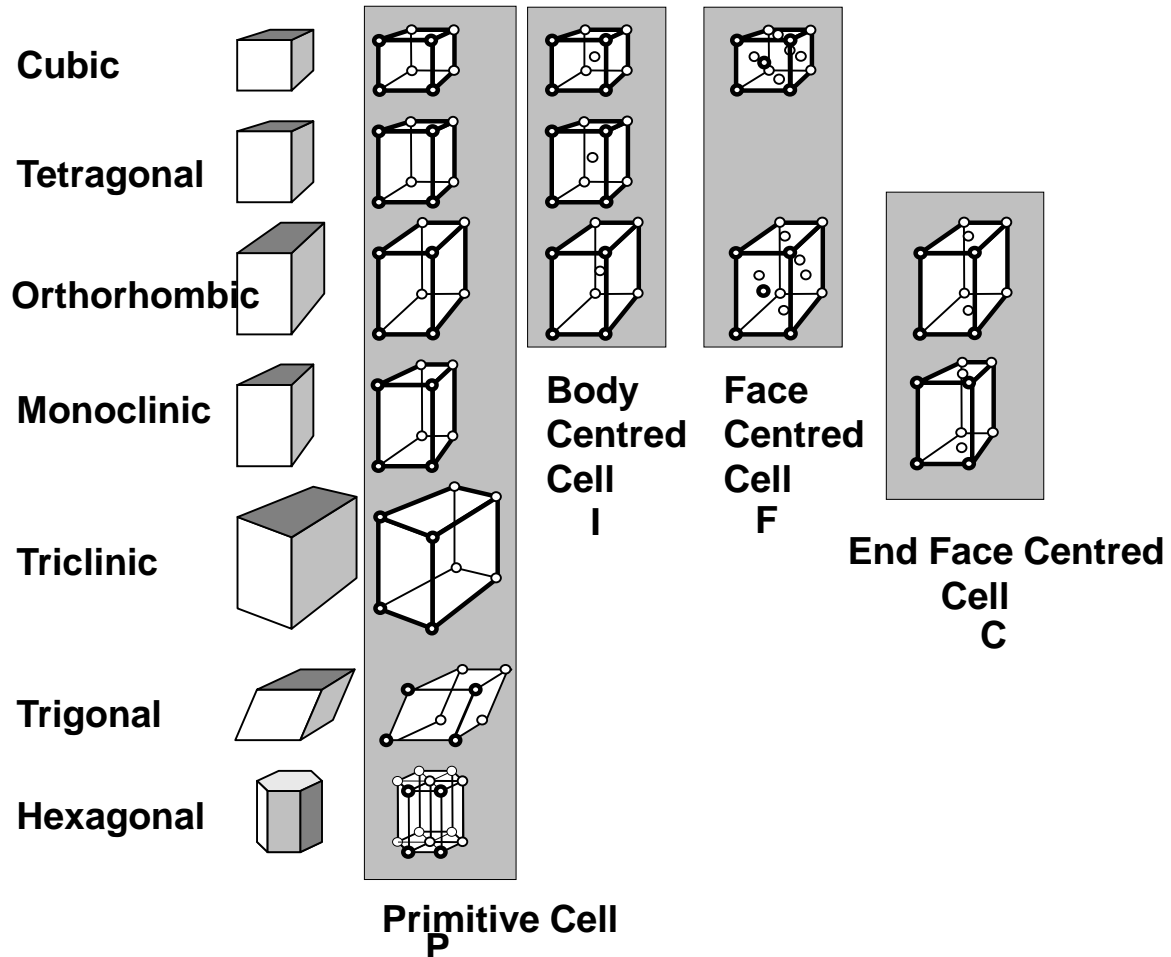 Cubic
Tetragonal
Orthorhombic
Monoclinic
Triclinic
Trigonal
Hexagonal
Body
Centred
Cell
I
Face
Centred
Cell
F
End Face Centred
Cell
C
Primitive Cell
P